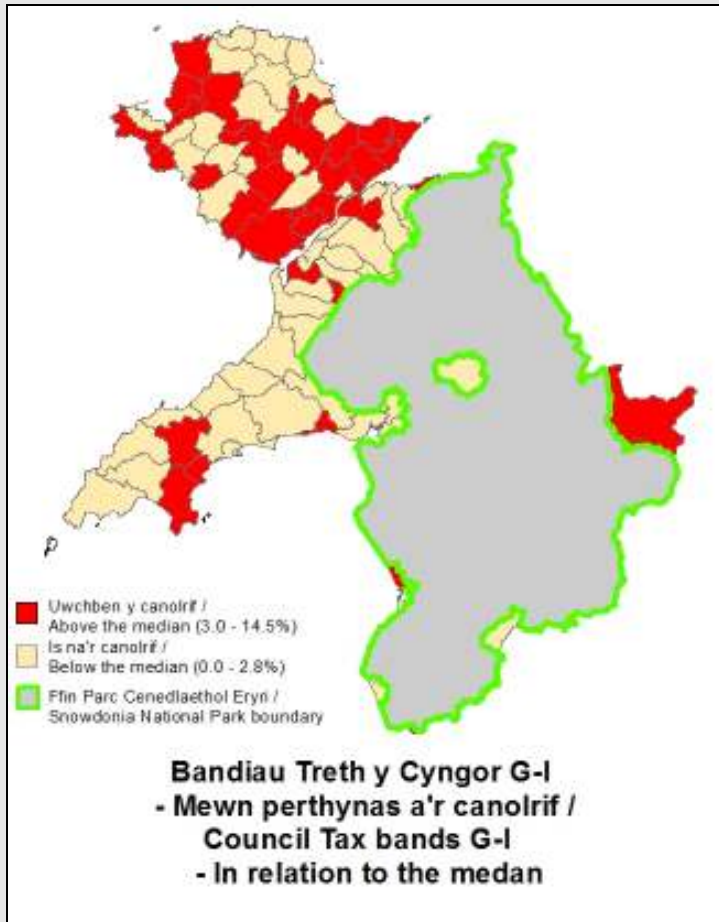 Uwchben y canolrif /
Above the median (3.0 - 14.5%)
Is na'r canolrif /
Below the median (0.0 - 2.8%)
Ffin Parc Cenedlaethol Eryri /
Snowdonia National Park boundary
Bandiau Treth y Cyngor G-I
- Mewn perthynas a'r canolrif /
Council Tax bands G-I
- In relation to the medan